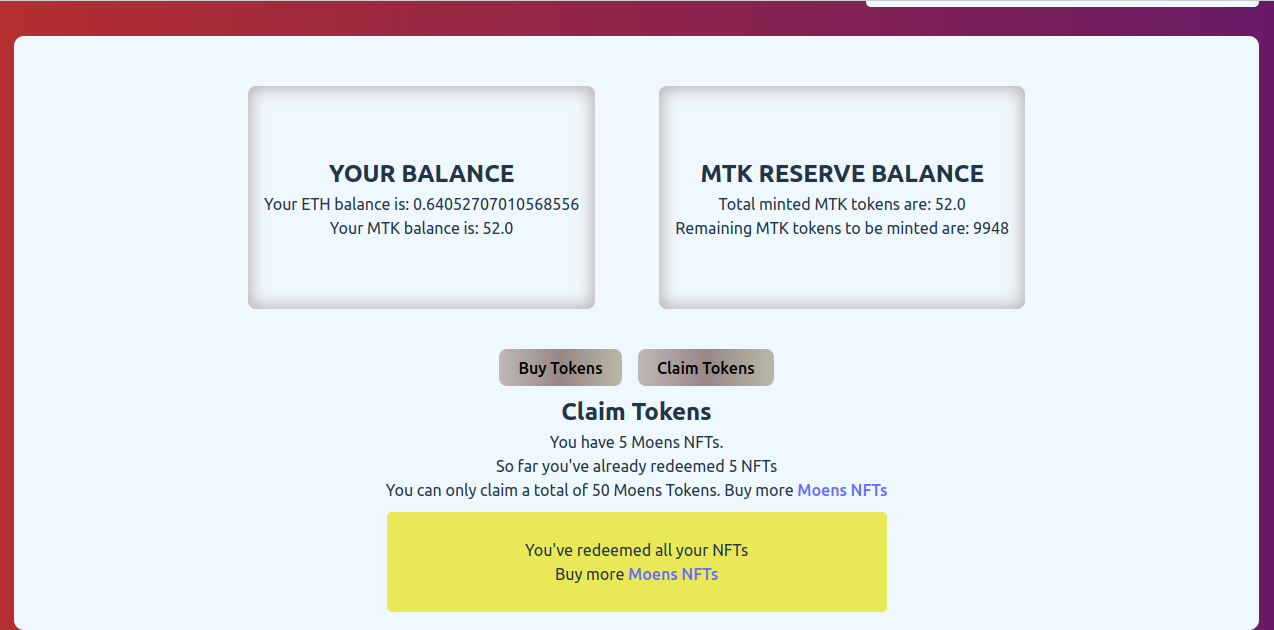 YOUR BALANCE
Your ETH balance is: 0.64052707010568556
Your MTK balance is: 52.0
MTK RESERVE BALANCE
Total minted MTK tokens are: 52.0
Remaining MTK tokens to be minted are: 9948
Buy Tokens
Claim Tokens
Claim Tokens
You have 5 Moens NFTs.
So far you've already redeemed 5 NFTs
You can only claim a total of 50 Moens Tokens. Buy more Moens NFTs
You've redeemed all your NFTs
Buy more Moens NFTs